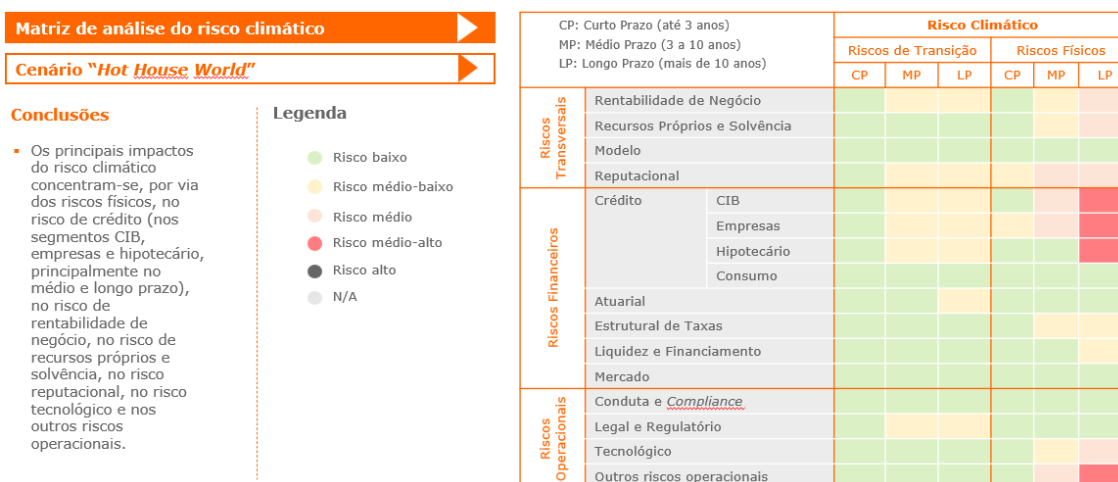 Matriz de análise do risco climático
Cenário “Hot House World”
Conclusões
▪ Os principais impactos
do risco climático
concentram-se, por via
dos riscos físicos, no
risco de crédito (nos
segmentos CIB,
empresas e hipotecário,
principalmente no
médio e longo prazo),
no risco de
rentabilidade de
negócio, no risco de
recursos próprios e
solvência, no risco
reputacional, no risco
tecnológico e nos
outros riscos
operacionais.
Legenda
Risco baixo
Risco médio-baixo
Risco médio
Risco médio-alto
Risco alto
N/A
CP: Curto Prazo (até 3 anos)
MP: Médio Prazo (3 a 10 anos)
LP: Longo Prazo (mais de 10 anos)
Risco Climático
Riscos de Transição Riscos Físicos
CP MP LP CP MP LP
Riscos
Transversais
Rentabilidade de Negócio
Recursos Próprios e Solvência
Modelo
Reputacional
Riscos Financeiros
Crédito CIB
Empresas
Hipotecário
Consumo
Atuarial
Estrutural de Taxas
Liquidez e Financiamento
Mercado
Riscos
Operacionais
Conduta e Compliance
Legal e Regulatório
Tecnológico
Outros riscos operacionais